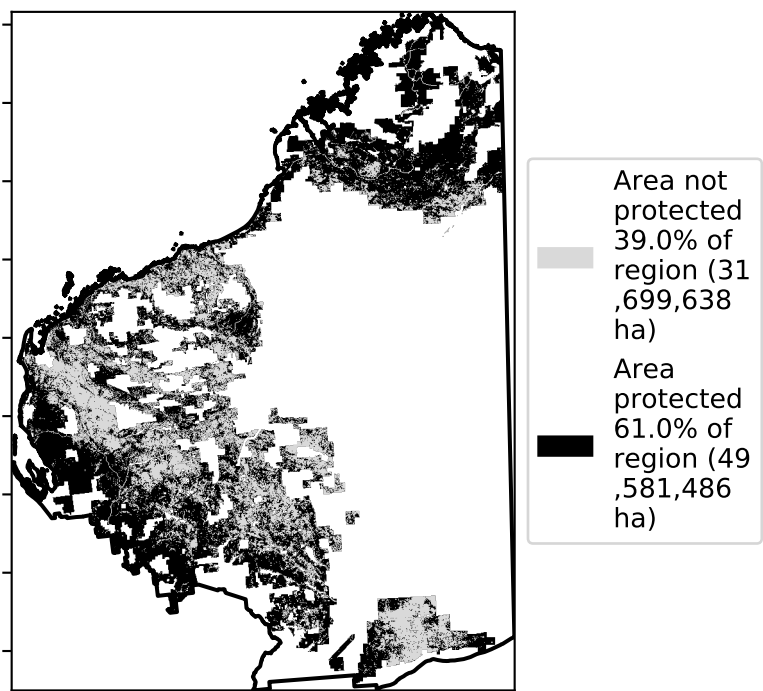 Area not
protected
39.0% of
region (31
,699,638
ha)
Area
protected
61.0% of
region (49
,581,486
ha)